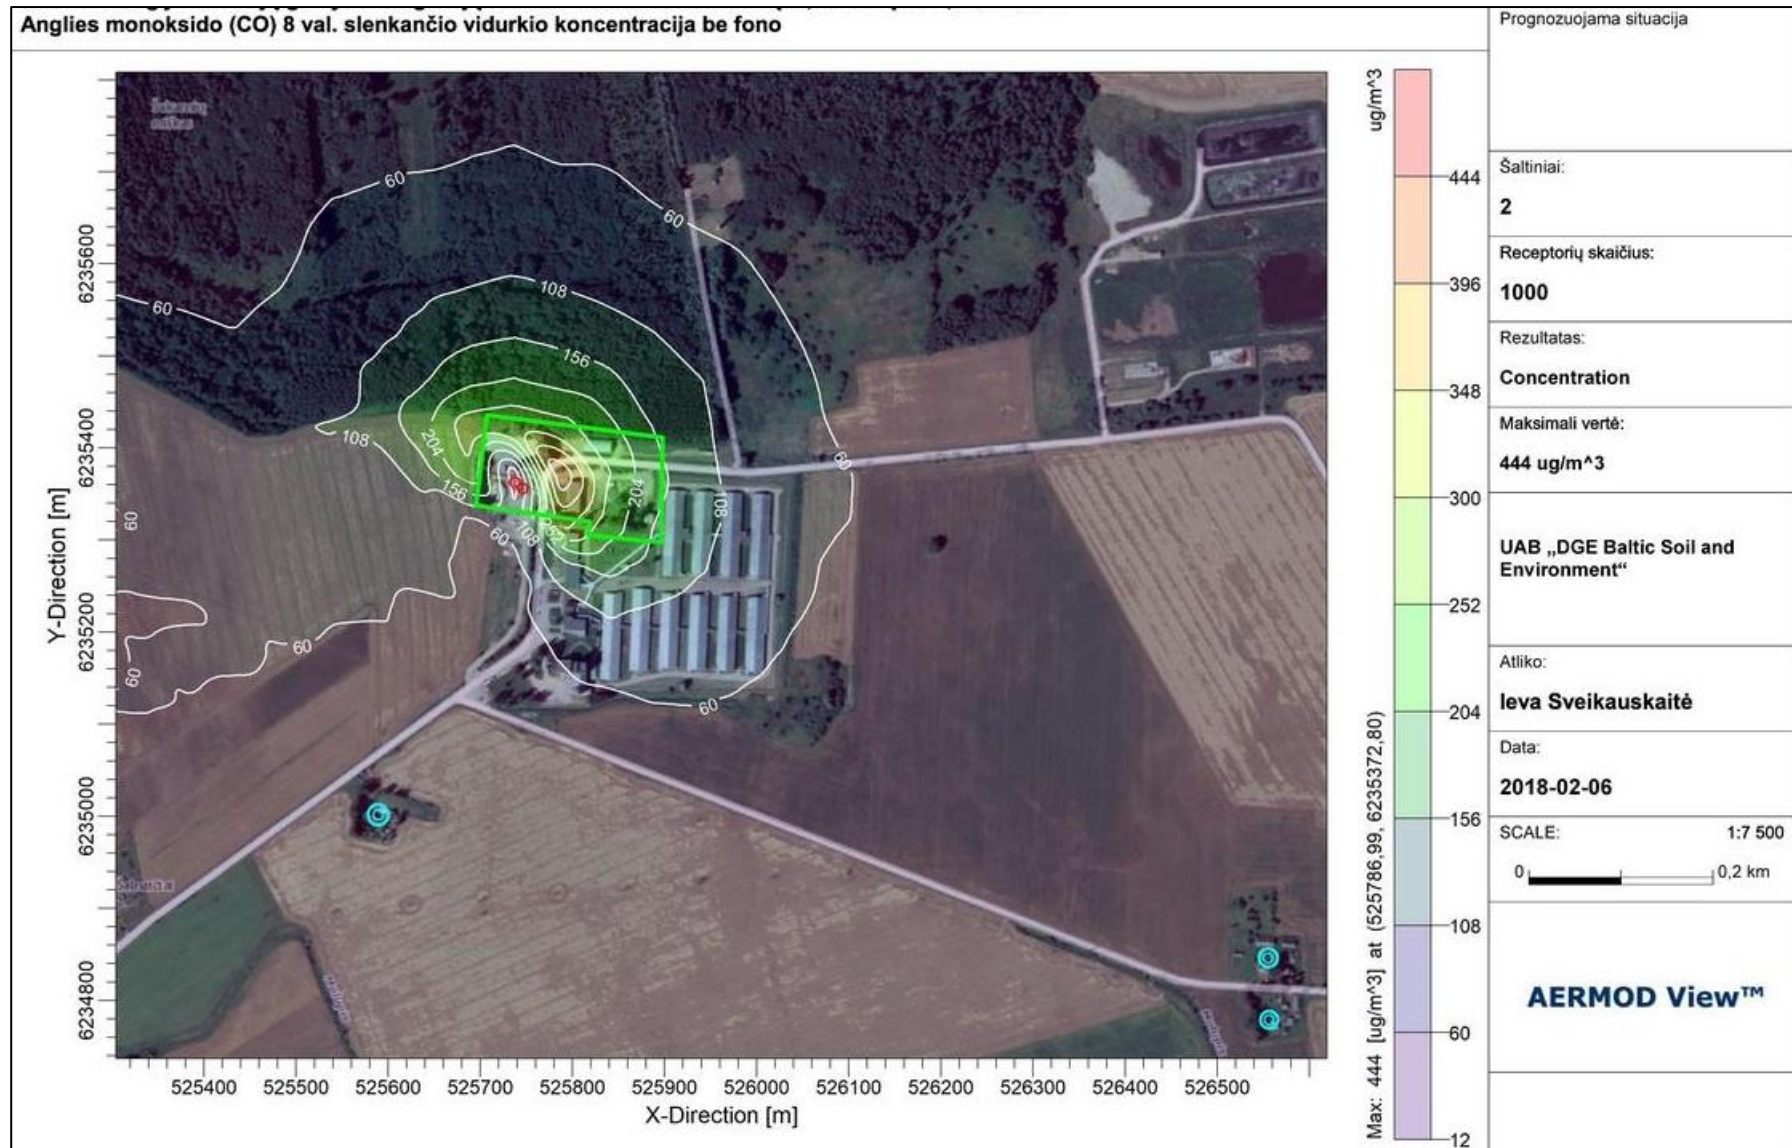 Anglies monoksido (CO) 8 val. slenkančio vidurkio koncentracija be fono
Prognozuojama situacija
Šaltiniai:
2
Receptorių skaičius:
1000
Rezultatas:
Concentration
Maksimali vertė:
444 ug/m^3
UAB „DGE Baltic Soil and
Environment“
Atliko:
Ieva Sveikauskaitė
Data:
2018-02-06
SCALE: 1:7 500
0 0,2 km
AERMOD View™
ug/m^3
444
396
348
300
252
204
156
108
60
12
Max: 444 [ug/m^3] at (525786,99, 6235372,80)
Y-Direction [m]
6235600
6235400
6235200
6235000
6234800
525400 525500 525600 525700 525800 525900 526000 526100 526200 526300 526400 526500
X-Direction [m]
60
60
60
108
156
204
108
156
204
108
60
108
252
60
60
60
60
60